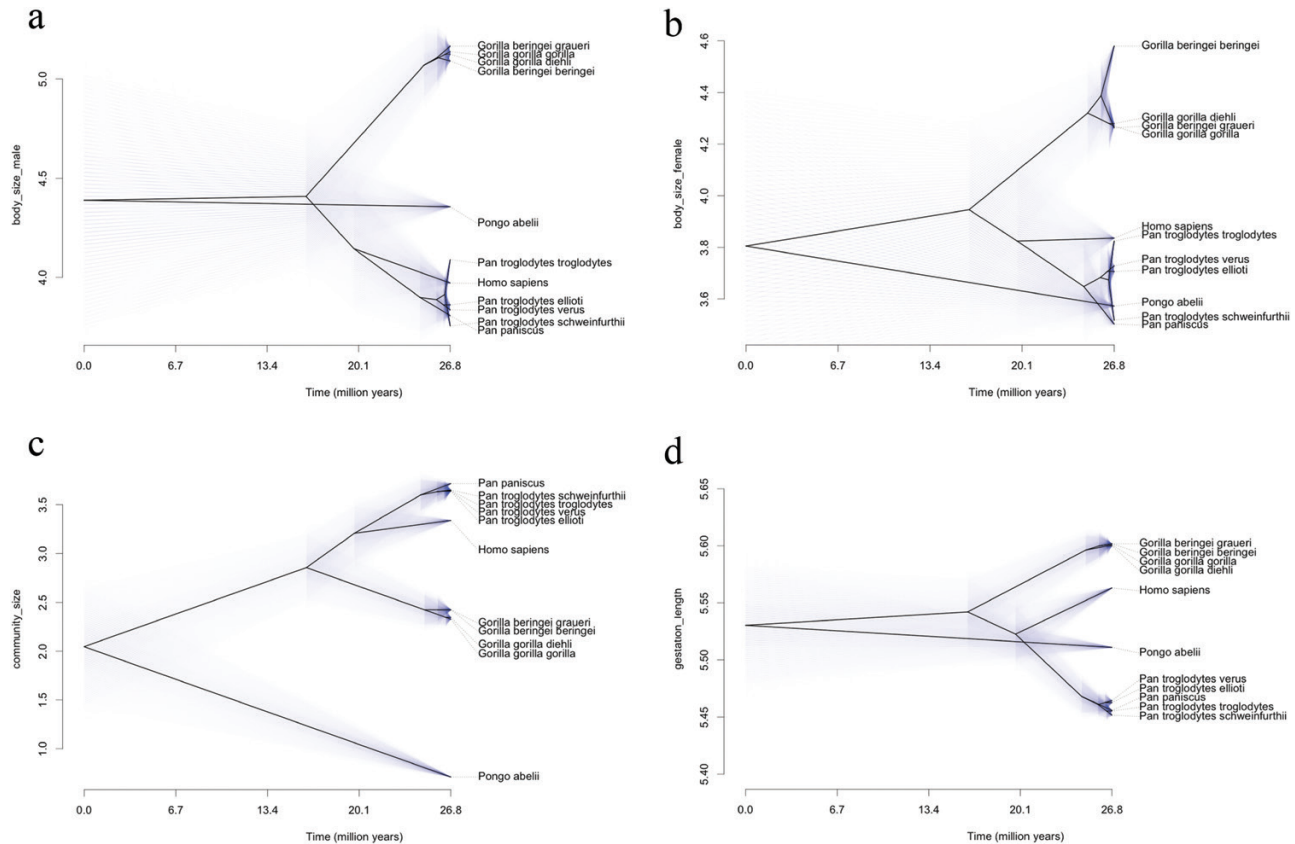 a
body_size_male
5.0
4.5
4.0
Gorilla beringei graueri
Gorilla gorilla gorilla
Gorilla gorilla diehli
Gorilla beringei beringei
Pongo abelii
Pan troglodytes troglodytes
Homo sapiens
Pan troglodytes ellioti
Pan troglodytes verus
Pan troglodytes schweinfurthii
Pan paniscus
0.0 6.7 13.4 20.1 26.8
Time (million years)
b
body_size_female
4.6
4.4
4.2
4.0
3.8
3.6
Gorilla beringei beringei
Gorilla gorilla diehli
Gorilla beringei graueri
Gorilla gorilla gorilla
Homo sapiens
Pan troglodytes troglodytes
Pan troglodytes verus
Pan troglodytes ellioti
Pongo abelii
Pan troglodytes schweinfurthii
Pan paniscus
0.0 6.7 13.4 20.1 26.8
Time (million years)
c
community_size
3.5
3.0
2.5
2.0
1.5
1.0
Pan paniscus
Pan troglodytes schweinfurthii
Pan troglodytes troglodytes
Pan troglodytes verus
Pan troglodytes ellioti
Homo sapiens
Gorilla beringei graueri
Gorilla beringei beringei
Gorilla gorilla diehli
Gorilla gorilla gorilla
Pongo abelii
0.0 6.7 13.4 20.1 26.8
Time (million years)
d
gestation_length
5.65
5.60
5.55
5.50
5.45
5.40
Gorilla beringei graueri
Gorilla beringei beringei
Gorilla gorilla gorilla
Gorilla gorilla diehli
Homo sapiens
Pongo abelii
Pan troglodytes verus
Pan troglodytes ellioti
Pan paniscus
Pan troglodytes troglodytes
Pan troglodytes schweinfurthii
0.0 6.7 13.4 20.1 26.8
Time (million years)